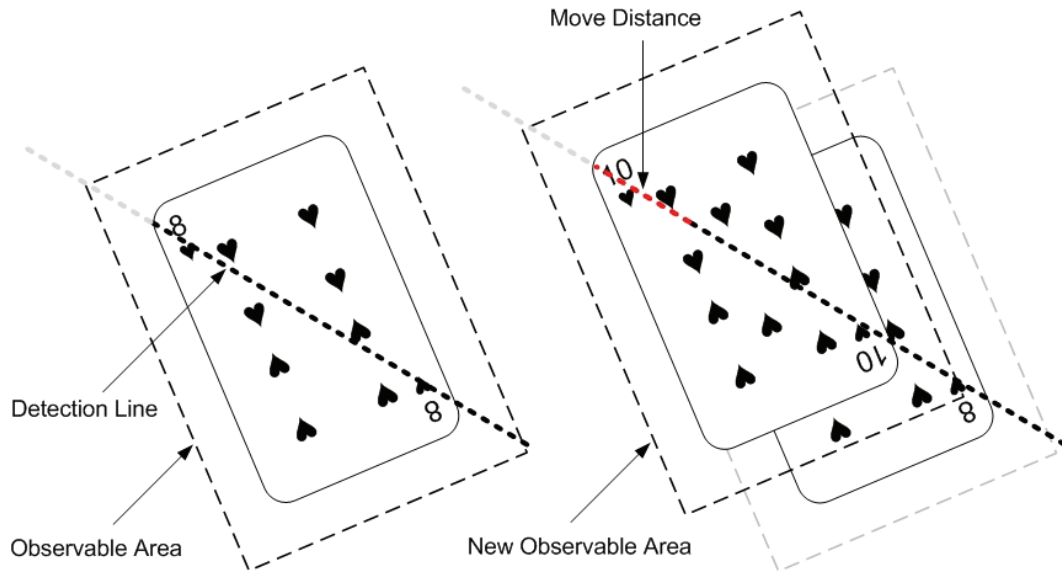 Move Distance
10
8
Detection Line
8
10
8
Observable Area
New Observable Area